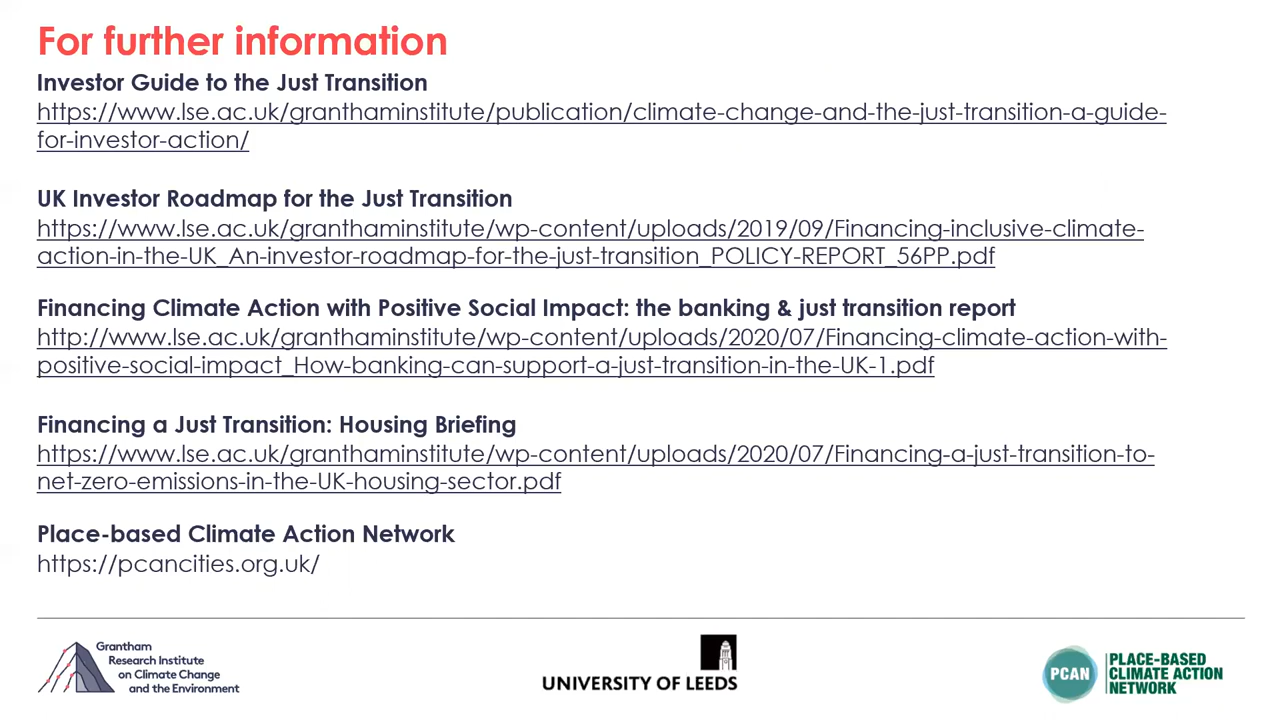 For further information
Investor Guide to the Just Transition
https://www.lse.ac.uk/granthaminstitute/publication/climate-change-and-the-just-transition-a-guide-
for-investor-action/
UK Investor Roadmap for the Just Transition
https://www.lse.ac.uk/granthaminstitute/wp-content/uploads/2019/09/Financing-inclusive-climate-
action-in-the-UK_An-investor-roadmap-for-the-just-transition_POLICY-REPORT_56PP.pdf
Financing Climate Action with Positive Social Impact: the banking & just transition report
http://www.lse.ac.uk/granthaminstitute/wp-content/uploads/2020/07/Financing-climate-action-with-
positive-social-impact_How-banking-can-support-a-just-transition-in-the-UK-1.pdf
Financing a Just Transition: Housing Briefing
https://www.lse.ac.uk/granthaminstitute/wp-content/uploads/2020/07/Financing-a-just-transition-to-
net-zero-emissions-in-the-UK-housing-sector.pdf
Place-based Climate Action Network
https://pcancities.org.uk/
Grantham
Research Institute
on Climate Change
and the Environment
UNIVERSITY OF LEEDS
PCAN
PLACE-BASED
CLIMATE ACTION
NETWORK